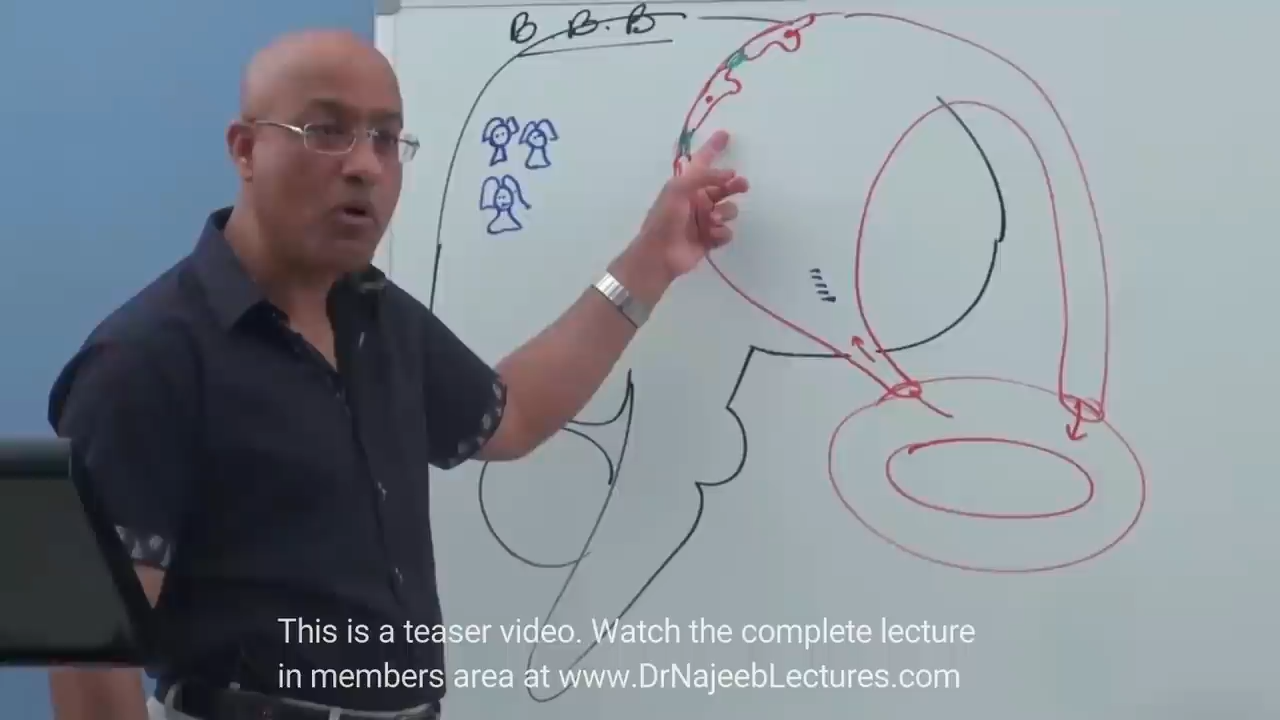 B B.B
This is a teaser video. Watch the complete lecture
in members area at www.DrNajeebLectures.com